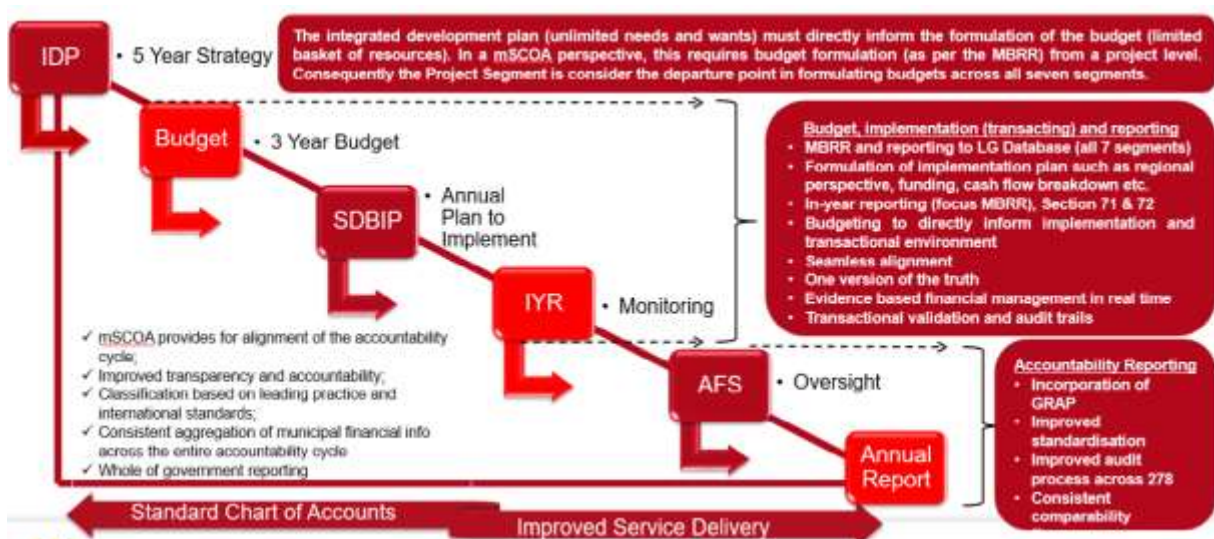 IDP
• 5 Year Strategy
The integrated development plan (unlimited needs and wants) must directly inform the formulation of the budget (limited
basket of resources). In a mSCOA perspective, this requires budget formulation (as per the MBRR) from a project level.
Consequently the Project Segment is consider the departure point in formulating budgets across all seven segments.
Budget
• 3 Year Budget
SDBIP
• Annual
Plan to
Implement
IYR
• Monitoring
AFS
• Oversight
Annual
Report
Budget, implementation (transacting) and reporting
• MBRR and reporting to LG Database (all 7 segments)
• Formulation of implementation plan such as regional
perspective, funding, cash flow breakdown etc.
• In-year reporting (focus MBRR), Section 71 & 72
• Budgeting to directly inform implementation and
transactional environment
• Seamless alignment
• One version of the truth
• Evidence based financial management in real time
• Transactional validation and audit trails
✓ mSCOA provides for alignment of the accountability
cycle;
✓ Improved transparency and accountability;
✓ Classification based on leading practice and
international standards;
✓ Consistent aggregation of municipal financial info
across the entire accountability cycle
✓ Whole of government reporting
Accountability Reporting
• Incorporation of
GRAP
• Improved
standardisation
• Improved audit
process across 278
• Consistent
comparability
Standard Chart of Accounts
Improved Service Delivery